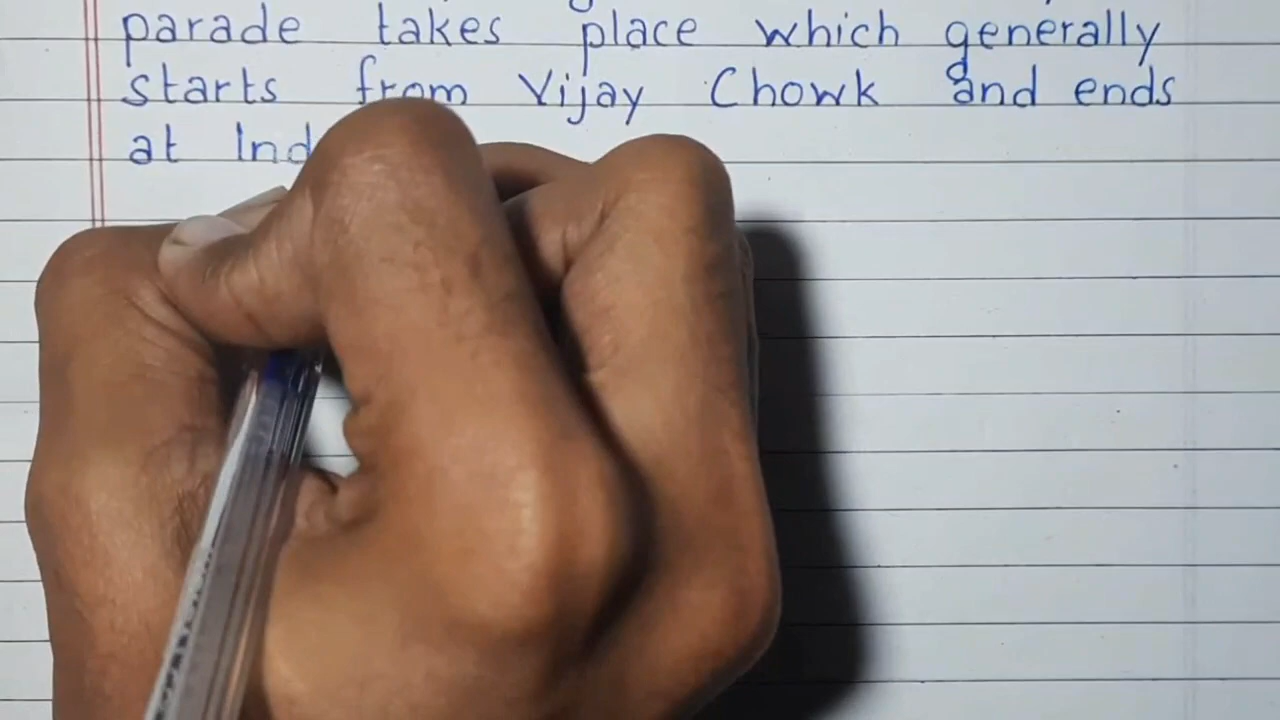 parade takes place which generally
starts from Vijay Chowk and ends
at Ind